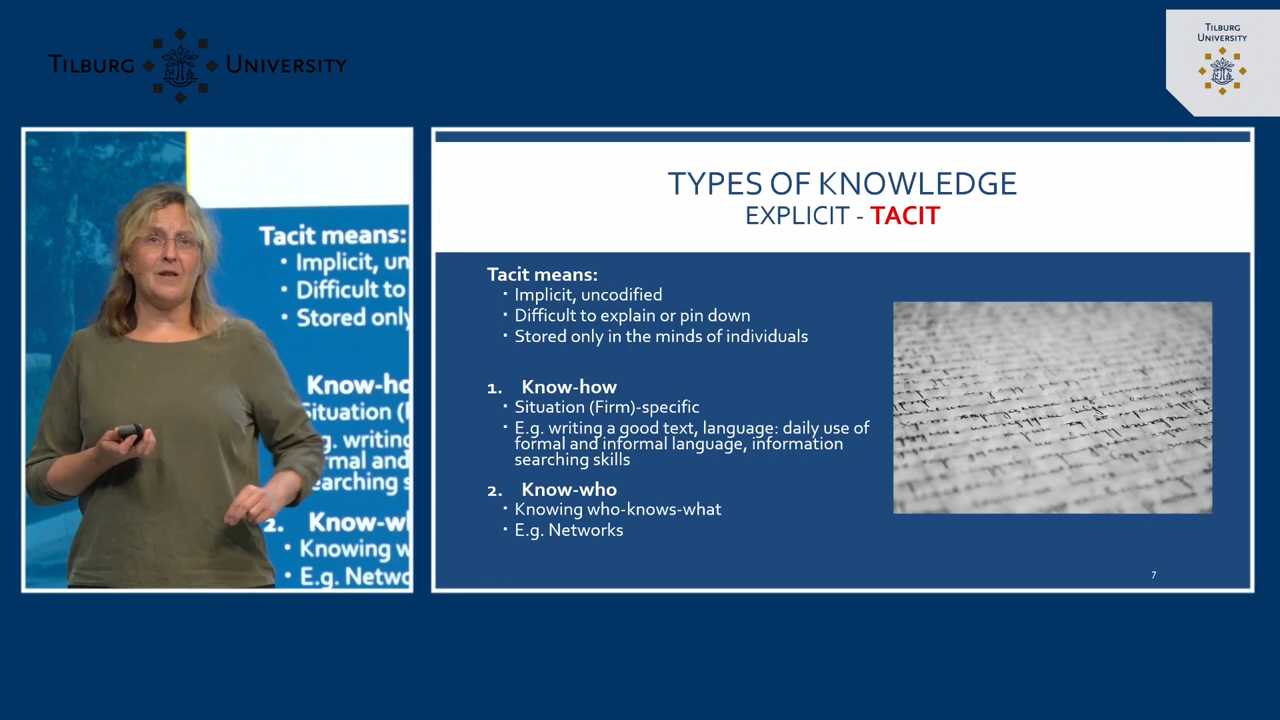 TILBURG UNIVERSITY
TILBURG
UNIVERSITY
Tacit means:
• Implicit, un
• Difficult to
• Stored only
Know-ho
Situation (
g. writing
rmal and
earching s
2. Know-wh
• Knowing w
• E.g. Netwo
TYPES OF KNOWLEDGE
EXPLICIT - TACIT
Tacit means:
• Implicit, uncodified
• Difficult to explain or pin down
• Stored only in the minds of individuals
1. Know-how
• Situation (Firm)-specific
• E.g. writing a good text, language: daily use of
formal and informal language, information
searching skills
2. Know-who
• Knowing who-knows-what
• E.g. Networks
7